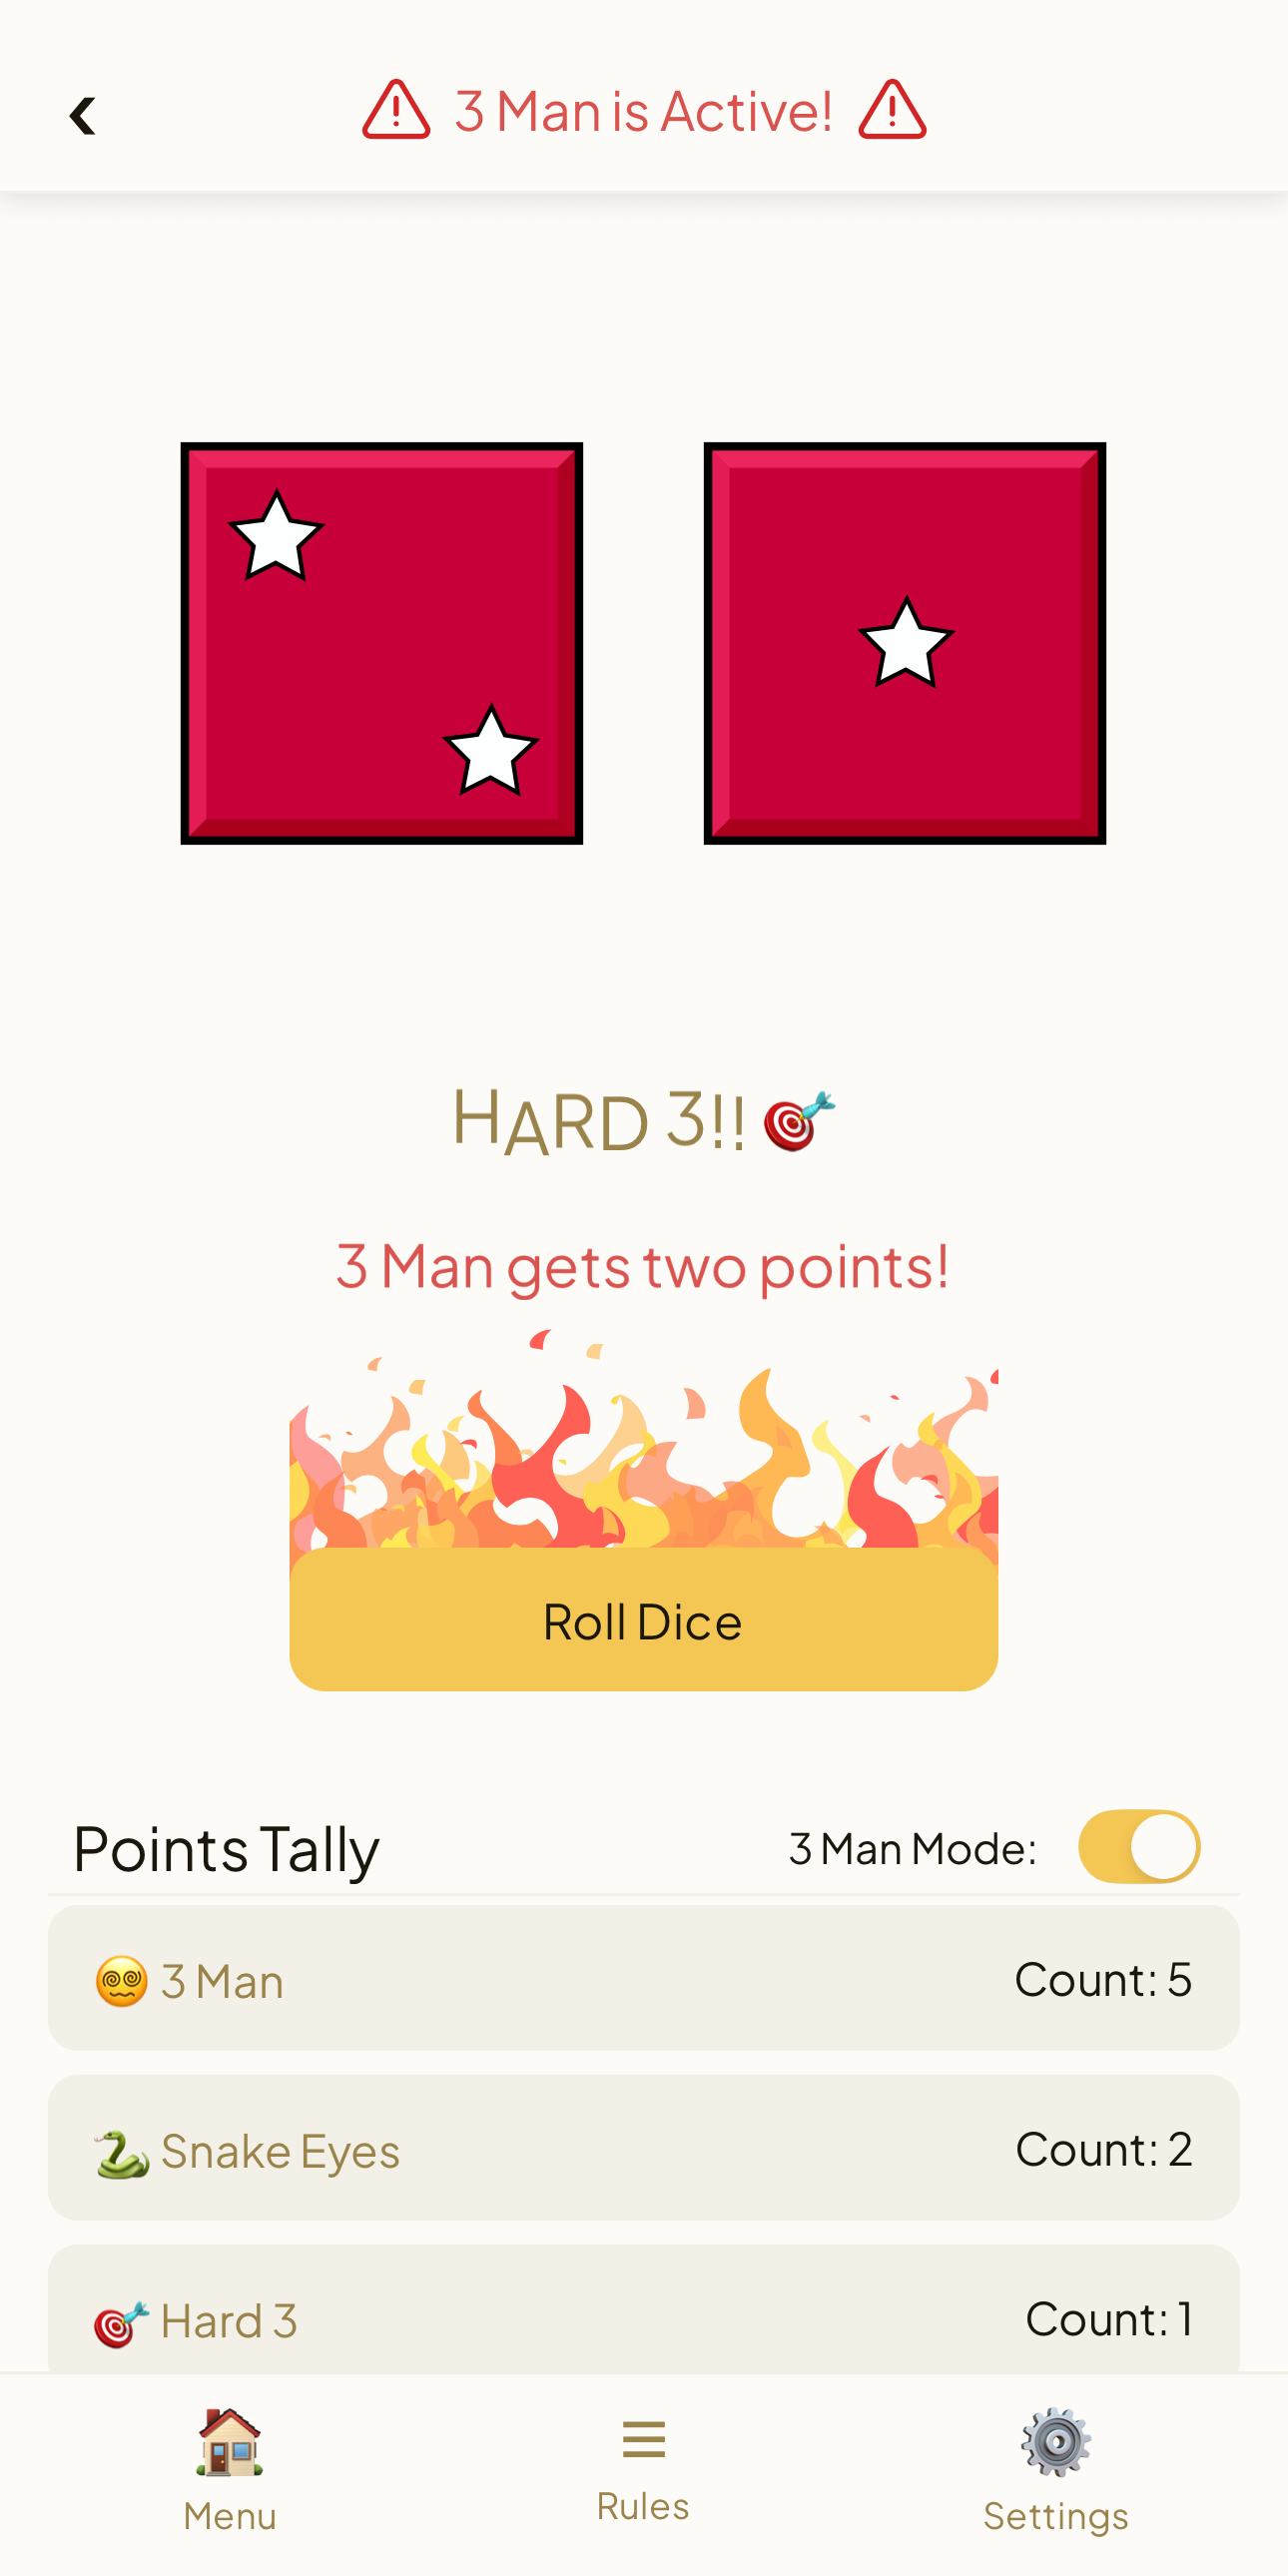 3 Man is Active!
HARD 3!! 🎯
3 Man gets two points!
Roll Dice
Points Tally 3 Man Mode:
😵‍💫 3 Man Count: 5
🐍 Snake Eyes Count: 2
🎯 Hard 3 Count: 1
Menu Rules Settings